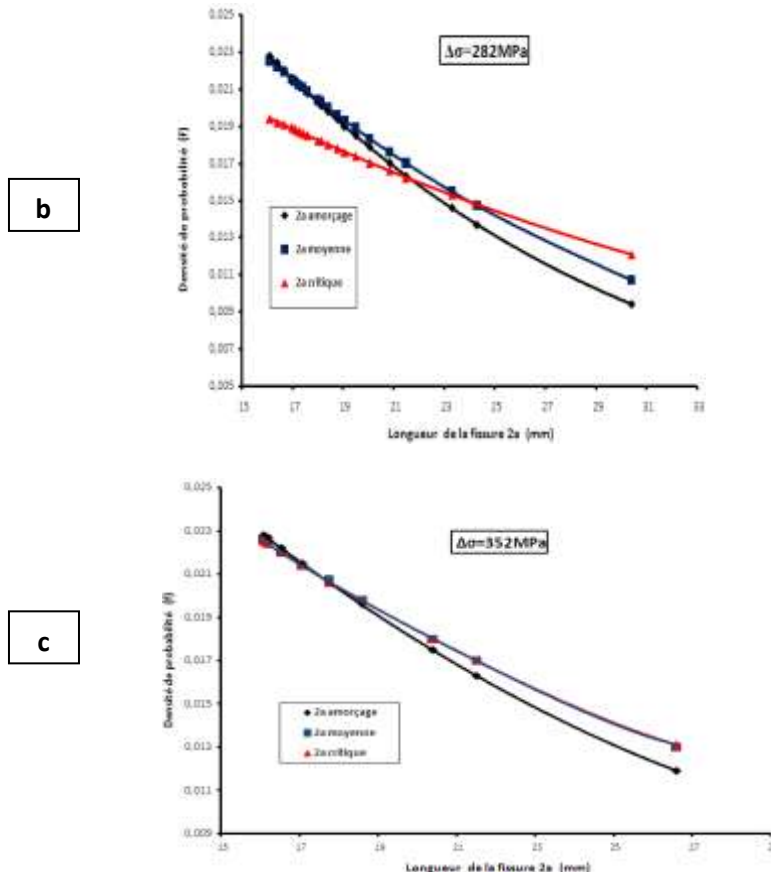 b
Δσ=282MPa
Densité de probabilité (f)
0,025
0,023
0,021
0,019
0,017
0,015
0,013
0,011
0,009
0,007
0,005
2a amorçage
2a moyenne
2a critique
15 17 19 21 23 25 27 29 31 33
Longueur de la fissure 2a (mm)
c
Δσ=352MPa
Densité de probabilité (f)
0,025
0,023
0,021
0,019
0,017
0,015
0,013
0,011
0,009
2a amorçage
2a moyenne
2a critique
15 17 19 21 23 25 27
Longueur de la fissure 2a (mm)